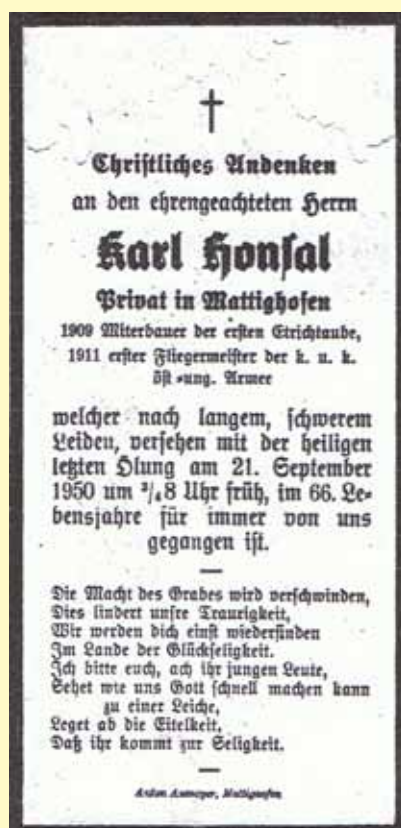 Christliches Andenken
an den ehrengeachteten Herrn
Karl Honsal
Privat in Mattighofen
1909 Miterbauer der ersten Etrichtaube,
1911 erster Fliegermeister der k. u. k.
öst.-ung. Armee
welcher nach langem, schwerem
Leiden, versehen mit der heiligen
letzten Ölung am 21. September
1950 um ¾8 Uhr früh, im 66. Le-
bensjahre für immer von uns
gegangen ist.
Die Macht des Grabes wird verschwinden,
Dies lindert unsre Traurigkeit,
Wir werden dich einst wiederfinden
Im Lande der Glückseligkeit.
Ich bitte euch, ach ihr jungen Leute,
Sehet wie uns Gott schnell machen kann
zu einer Leiche,
Leget ab die Eitelkeit,
Daß ihr kommt zur Seligkeit.
Mattighofen